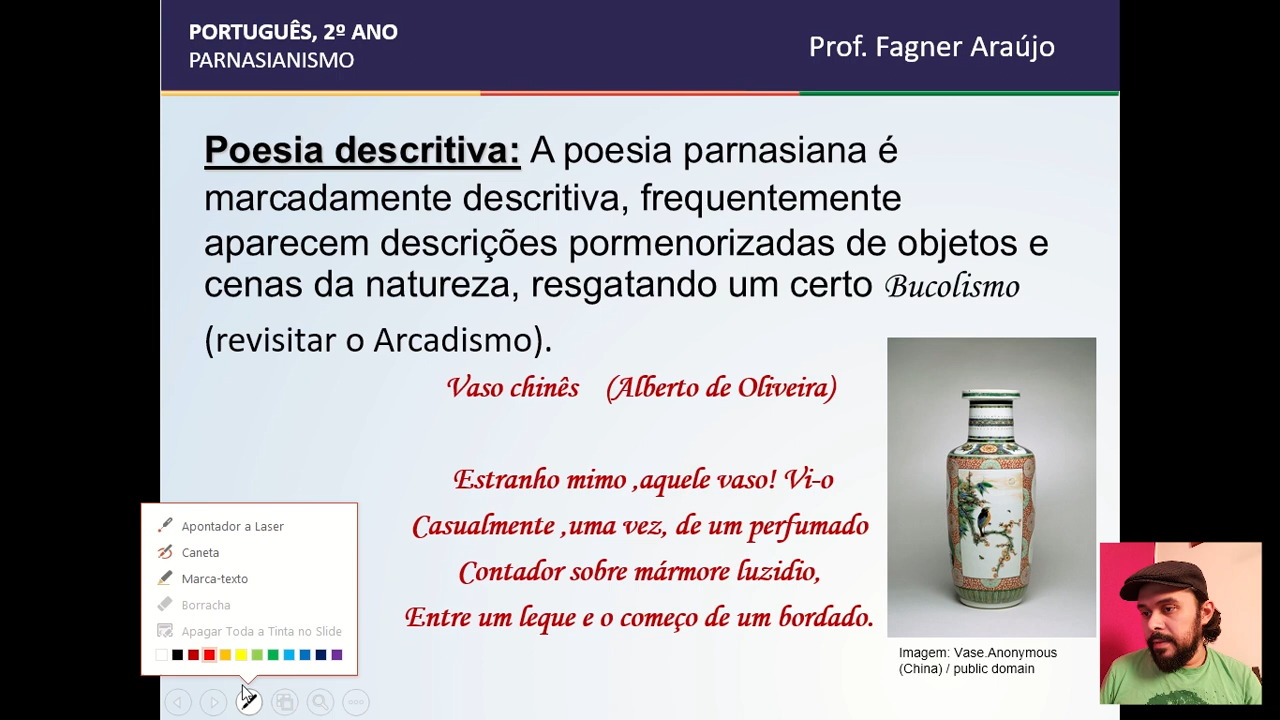 PORTUGUÊS, 2º ANO
PARNASIANISMO
Prof. Fagner Araújo
Poesia descritiva: A poesia parnasiana é
marcadamente descritiva, frequentemente
aparecem descrições pormenorizadas de objetos e
cenas da natureza, resgatando um certo Bucolismo
(revisitar o Arcadismo).
Vaso chinês (Alberto de Oliveira)
Estranho mimo ,aquele vaso! Vi-o
Casualmente ,uma vez, de um perfumado
Contador sobre mármore luzidio,
Entre um leque e o começo de um bordado.
Imagem: Vase.Anonymous
(China) / public domain
Apontador a Laser
Caneta
Marca-texto
Borracha
Apagar Toda a Tinta no Slide